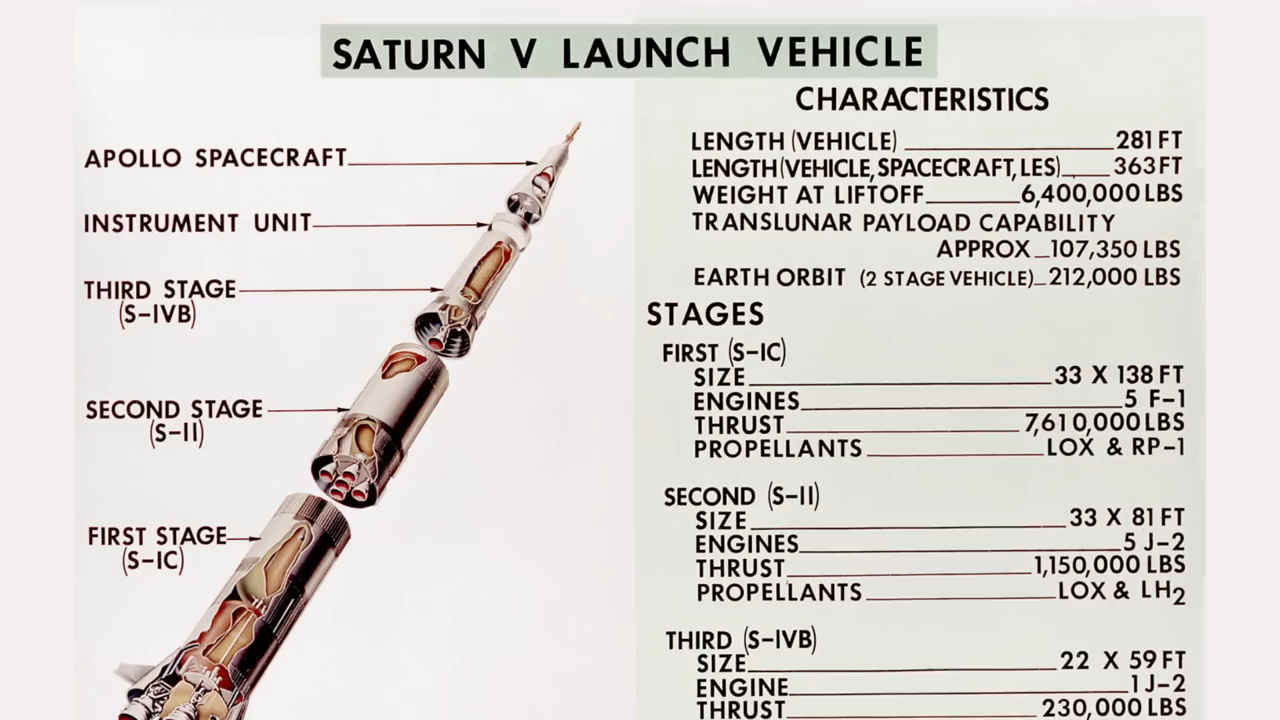 SATURN V LAUNCH VEHICLE
APOLLO SPACECRAFT
INSTRUMENT UNIT
THIRD STAGE
(S-IVB)
SECOND STAGE
(S-II)
FIRST STAGE
(S-IC)
CHARACTERISTICS
LENGTH (VEHICLE) 281 FT
LENGTH (VEHICLE, SPACECRAFT, LES) 363 FT
WEIGHT AT LIFTOFF 6,400,000 LBS
TRANSLUNAR PAYLOAD CAPABILITY
APPROX 107,350 LBS
EARTH ORBIT (2 STAGE VEHICLE) 212,000 LBS
STAGES
FIRST (S-IC)
SIZE 33 X 138 FT
ENGINES 5 F-1
THRUST 7,610,000 LBS
PROPELLANTS LOX & RP-1
SECOND (S-II)
SIZE 33 X 81 FT
ENGINES 5 J-2
THRUST 1,150,000 LBS
PROPELLANTS LOX & LH2
THIRD (S-IVB)
SIZE 22 X 59 FT
ENGINE 1 J-2
THRUST 230,000 LBS